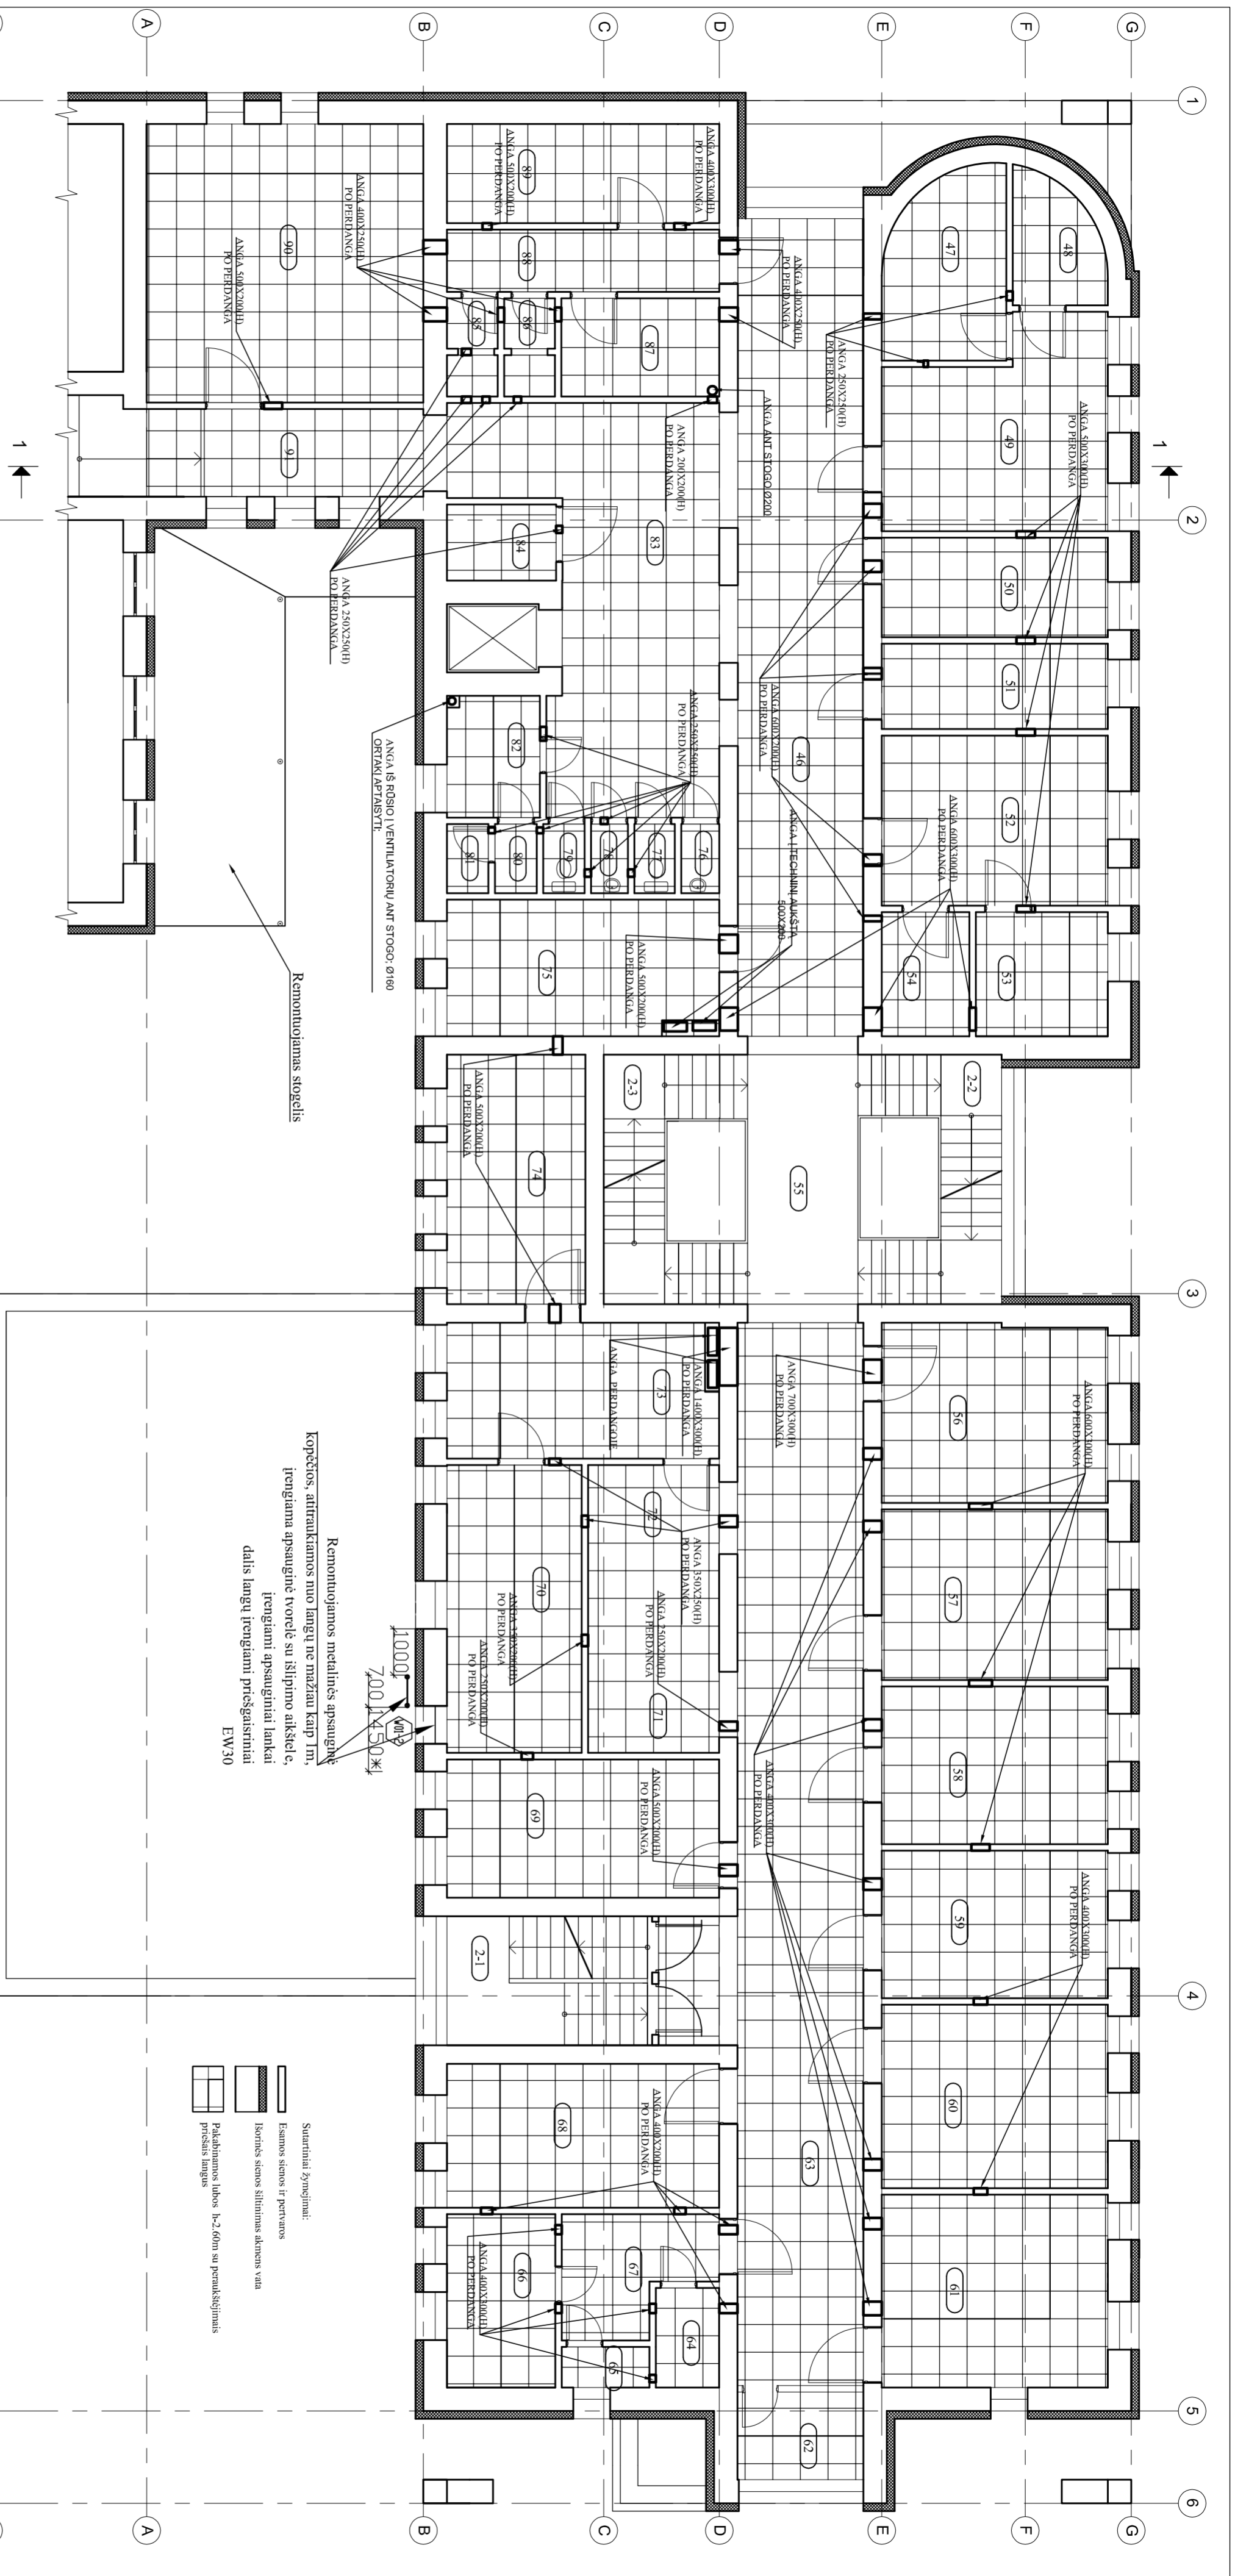 A
B
C
D
E
F
G
1
2
3
4
5
6
A
B
C
D
E
F
G
1
1
48
47
49
50
51
52
53
54
46
55
2-2
2-3
56
57
58
59
60
61
62
63
64
65
66
67
68
2-1
69
70
71
72
73
74
75
76
77
78
79
80
81
82
83
84
85
86
87
88
89
90
91
ANGA 400X300(H)
PO PERDANGA
ANGA 500X200(H)
PO PERDANGA
ANGA 400X250(H)
PO PERDANGA
ANGA 500X200(H)
PO PERDANGA
ANGA 400X250(H)
PO PERDANGA
ANGA 250X250(H)
PO PERDANGA
ANGA 500X300(H)
PO PERDANGA
ANGA ANT STOGO Ø200
ANGA 200X200(H)
PO PERDANGA
ANGA 250X250(H)
PO PERDANGA
ANGA 250X250(H)
PO PERDANGA
ANGA 600X200(H)
PO PERDANGA
ANGA 600X300(H)
PO PERDANGA
ANGA Į TECHNINĮ AUKŠTĄ
500X200
ANGA IŠ RŪSIO Į VENTILIATORIŲ ANT STOGO; Ø160
ORTAKĮ APTAISYTI;
Remontuojamas stogelis
ANGA 500X200(H)
PO PERDANGA
ANGA 500X200(H)
PO PERDANGA
ANGA 700X300(H)
PO PERDANGA
ANGA 1400X300(H)
PO PERDANGA
ANGA PERDANGOJE
ANGA 600X300(H)
PO PERDANGA
ANGA 350X250(H)
PO PERDANGA
ANGA 250X200(H)
PO PERDANGA
ANGA 350X200(H)
PO PERDANGA
ANGA 250X200(H)
PO PERDANGA
ANGA 400X300(H)
PO PERDANGA
ANGA 500X200(H)
PO PERDANGA
ANGA 400X300(H)
PO PERDANGA
ANGA 400X200(H)
PO PERDANGA
ANGA 400X300(H)
PO PERDANGA
1000
700
1450*
Remontuojamos metalinės apsauginė
kopėčios, atitraukiamos nuo langų ne mažiau kaip 1m,
įrengiama apsauginė tvorelė su išlipimo aikštele,
įrengiami apsauginiai lankai
dalis langų įrengiami priešgaisriniai
EW30
Sutartiniai žymėjimai:
Esamos sienos ir pertvaros
Išorinės sienos šiltinimas akmens vata
Pakabinamos lubos h-2.60m su peraukštėjimais
priešais langus